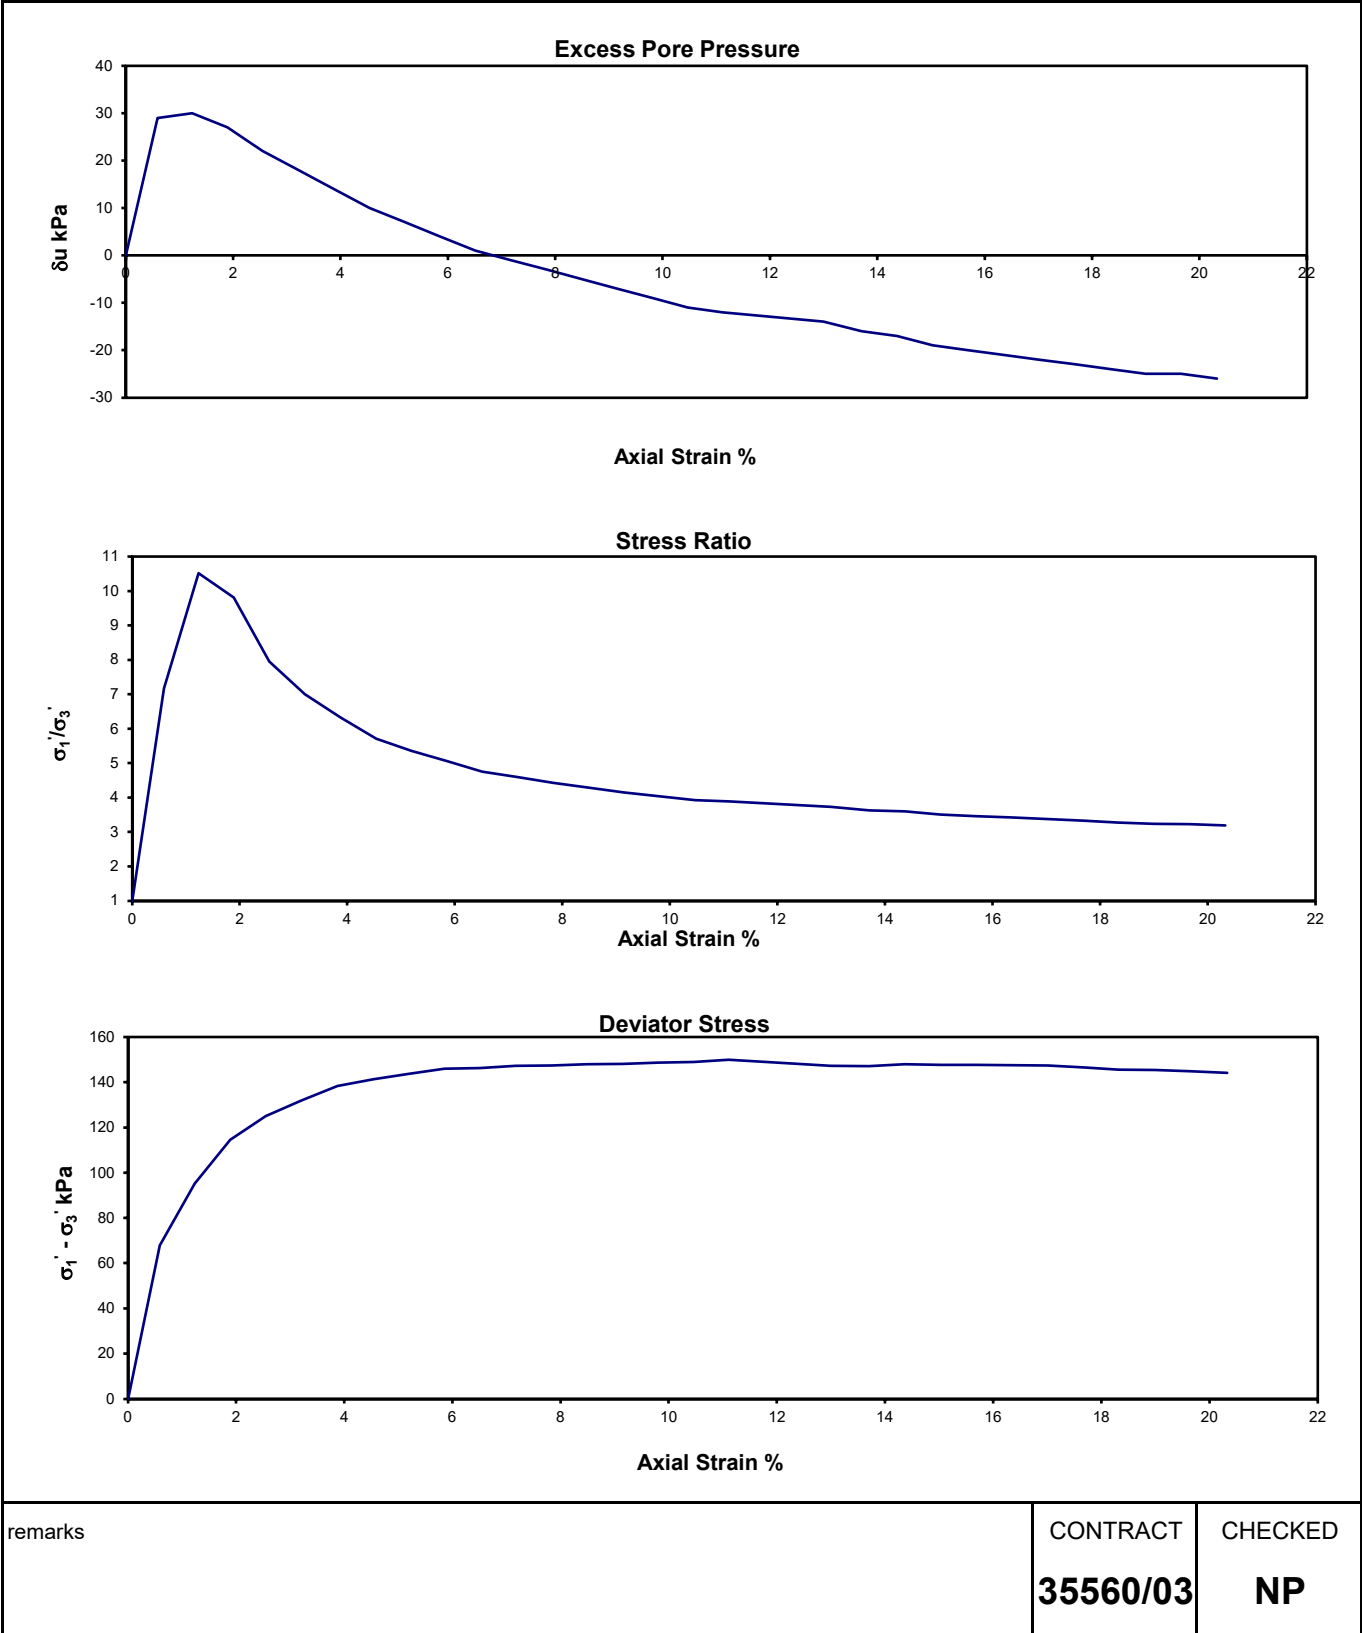 Excess Pore Pressure
40
30
20
10
0
-10
-20
-30
δu kPa
0 2 4 6 8 10 12 14 16 18 20 22
Axial Strain %
Stress Ratio
11
10
9
8
7
6
5
4
3
2
1
σ₁'/σ₃'
0 2 4 6 8 10 12 14 16 18 20 22
Axial Strain %
Deviator Stress
160
140
120
100
80
60
40
20
0
σ₁' - σ₃' kPa
0 2 4 6 8 10 12 14 16 18 20 22
Axial Strain %
remarks
CONTRACT
35560/03
CHECKED
NP